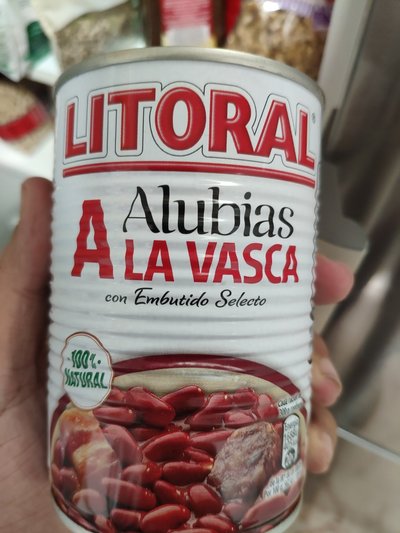 LITORAL®
Alubias
A LA VASCA
con Embutido Selecto
100%
NATURAL